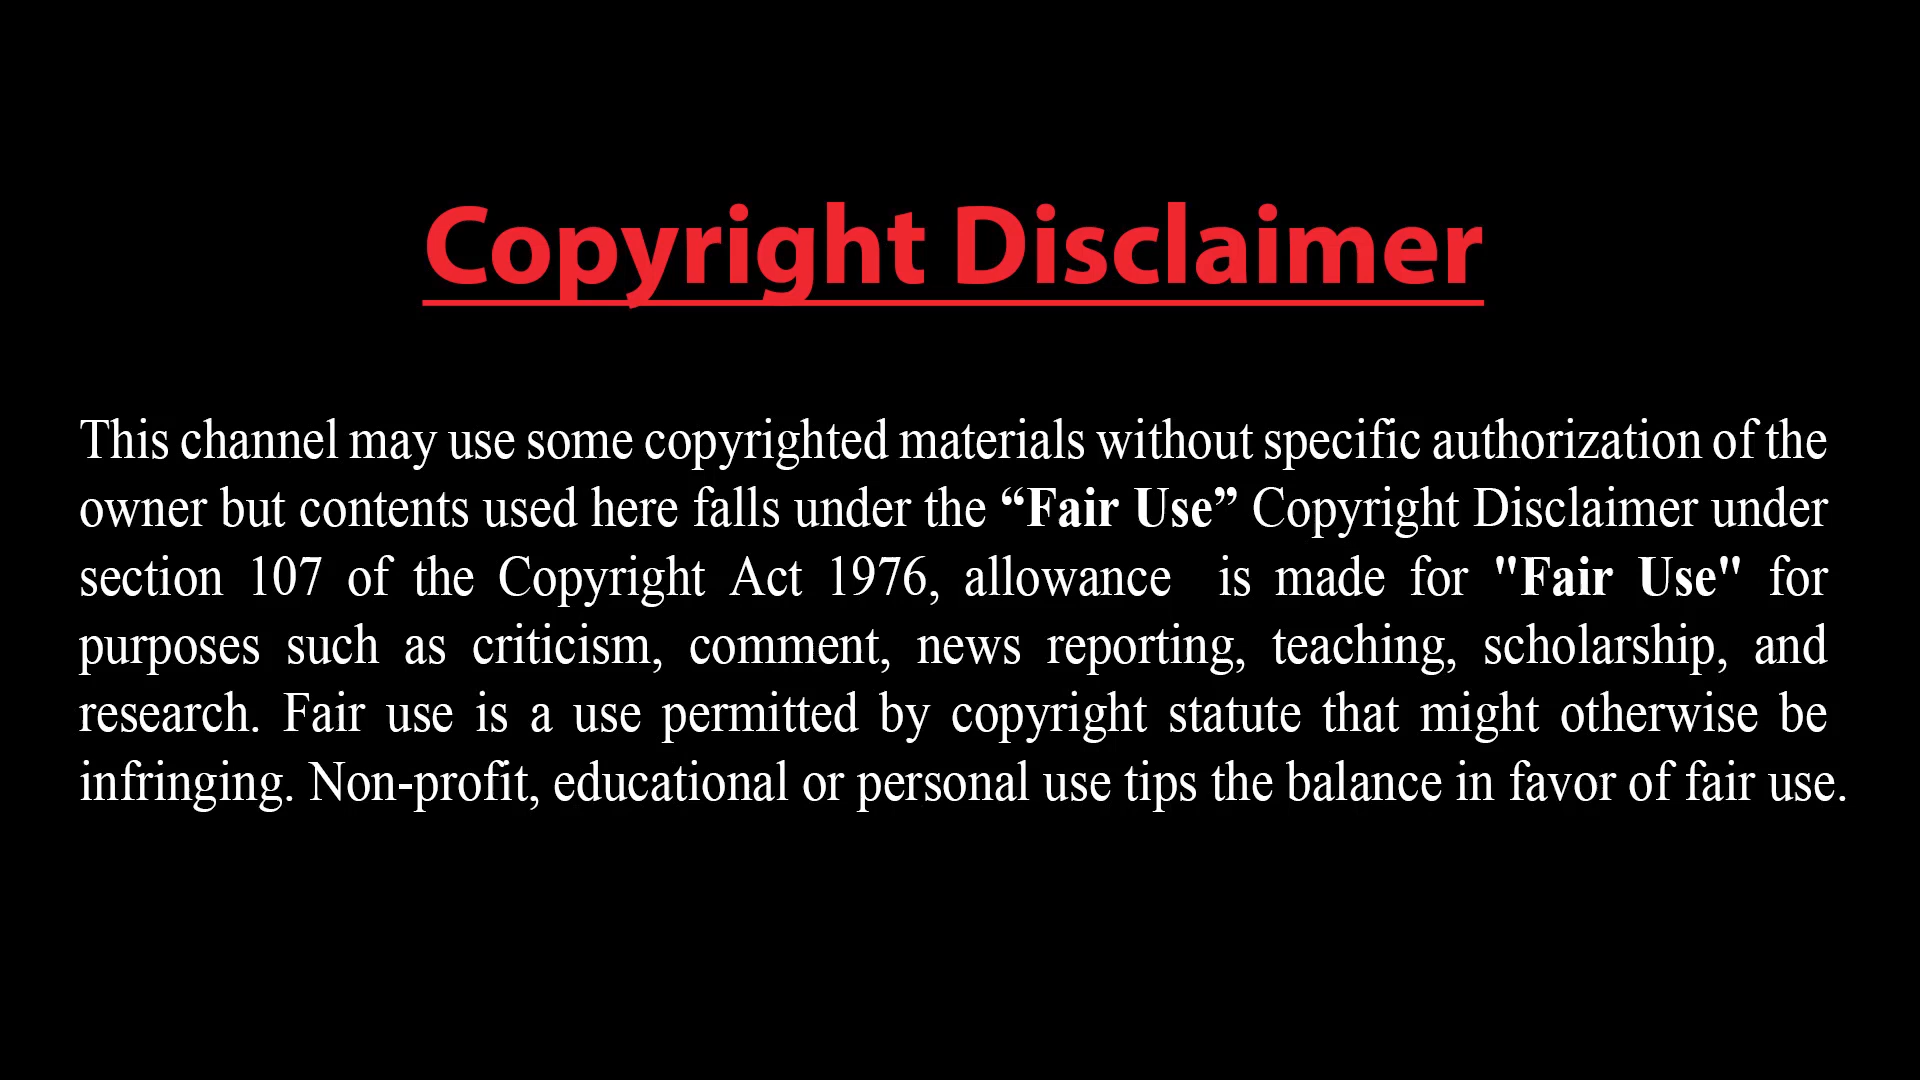 Copyright Disclaimer
This channel may use some copyrighted materials without specific authorization of the
owner but contents used here falls under the “Fair Use” Copyright Disclaimer under
section 107 of the Copyright Act 1976, allowance is made for "Fair Use" for
purposes such as criticism, comment, news reporting, teaching, scholarship, and
research. Fair use is a use permitted by copyright statute that might otherwise be
infringing. Non-profit, educational or personal use tips the balance in favor of fair use.